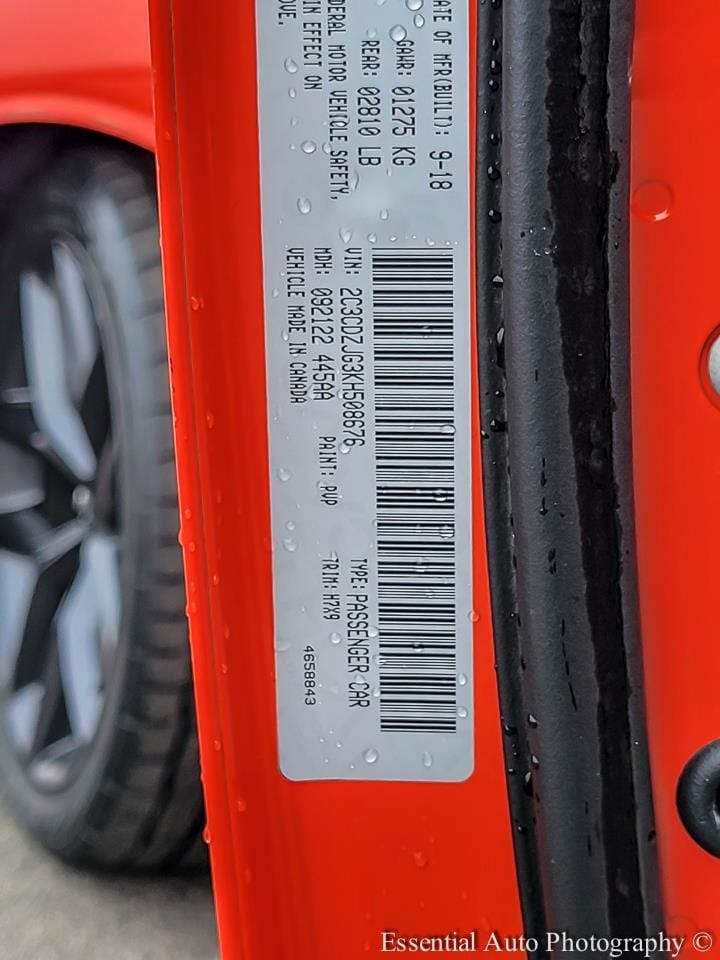 ATE OF MFR(BUILT): 9-18
GAWR: 01275 KG
REAR: 02810 LB
DERAL MOTOR VEHICLE SAFETY,
IN EFFECT ON
OVE.
VIN: 2C3CDZJG3KH508676
MDH: 092122 445AA PAINT: PVP
VEHICLE MADE IN CANADA
TYPE: PASSENGER CAR
TRIM: H7X9
4658843
Essential Auto Photography ©